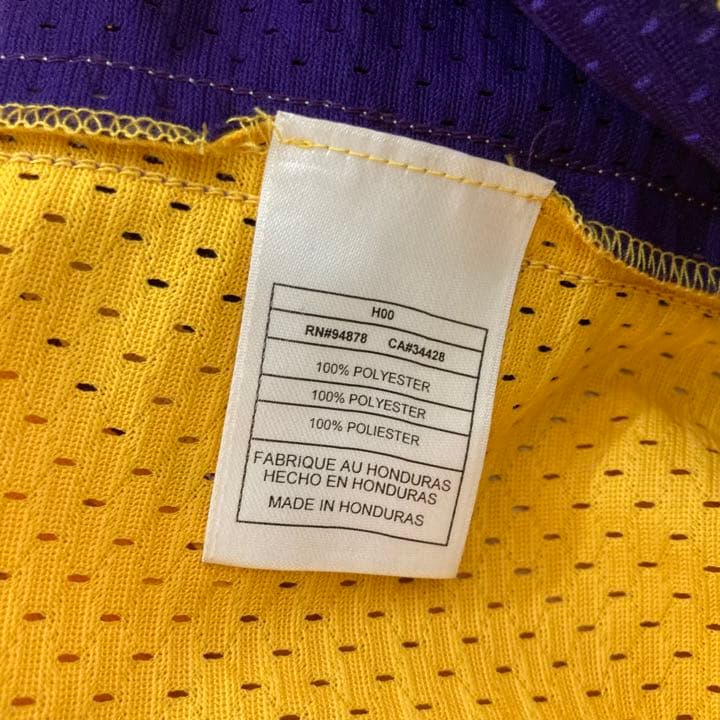 H00
RN#94878 CA#34428
100% POLYESTER
100% POLYESTER
100% POLIESTER
FABRIQUE AU HONDURAS
HECHO EN HONDURAS
MADE IN HONDURAS